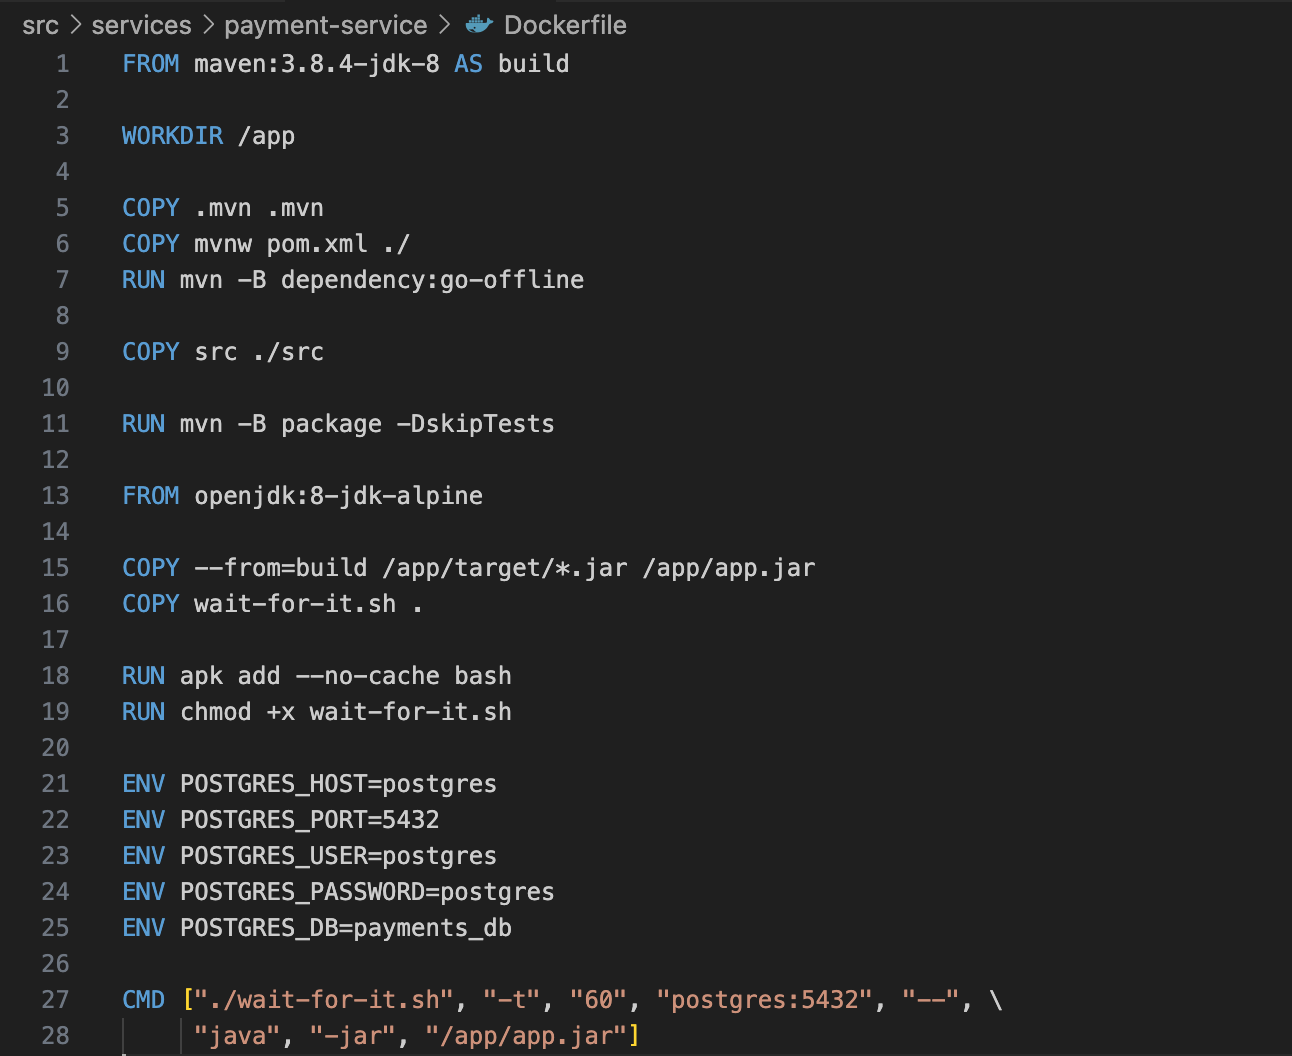 src > services > payment-service > Dockerfile
1 FROM maven:3.8.4-jdk-8 AS build
2
3 WORKDIR /app
4
5 COPY .mvn .mvn
6 COPY mvnw pom.xml ./
7 RUN mvn -B dependency:go-offline
8
9 COPY src ./src
10
11 RUN mvn -B package -DskipTests
12
13 FROM openjdk:8-jdk-alpine
14
15 COPY --from=build /app/target/*.jar /app/app.jar
16 COPY wait-for-it.sh .
17
18 RUN apk add --no-cache bash
19 RUN chmod +x wait-for-it.sh
20
21 ENV POSTGRES_HOST=postgres
22 ENV POSTGRES_PORT=5432
23 ENV POSTGRES_USER=postgres
24 ENV POSTGRES_PASSWORD=postgres
25 ENV POSTGRES_DB=payments_db
26
27 CMD ["./wait-for-it.sh", "-t", "60", "postgres:5432", "--", \
28 "java", "-jar", "/app/app.jar"]